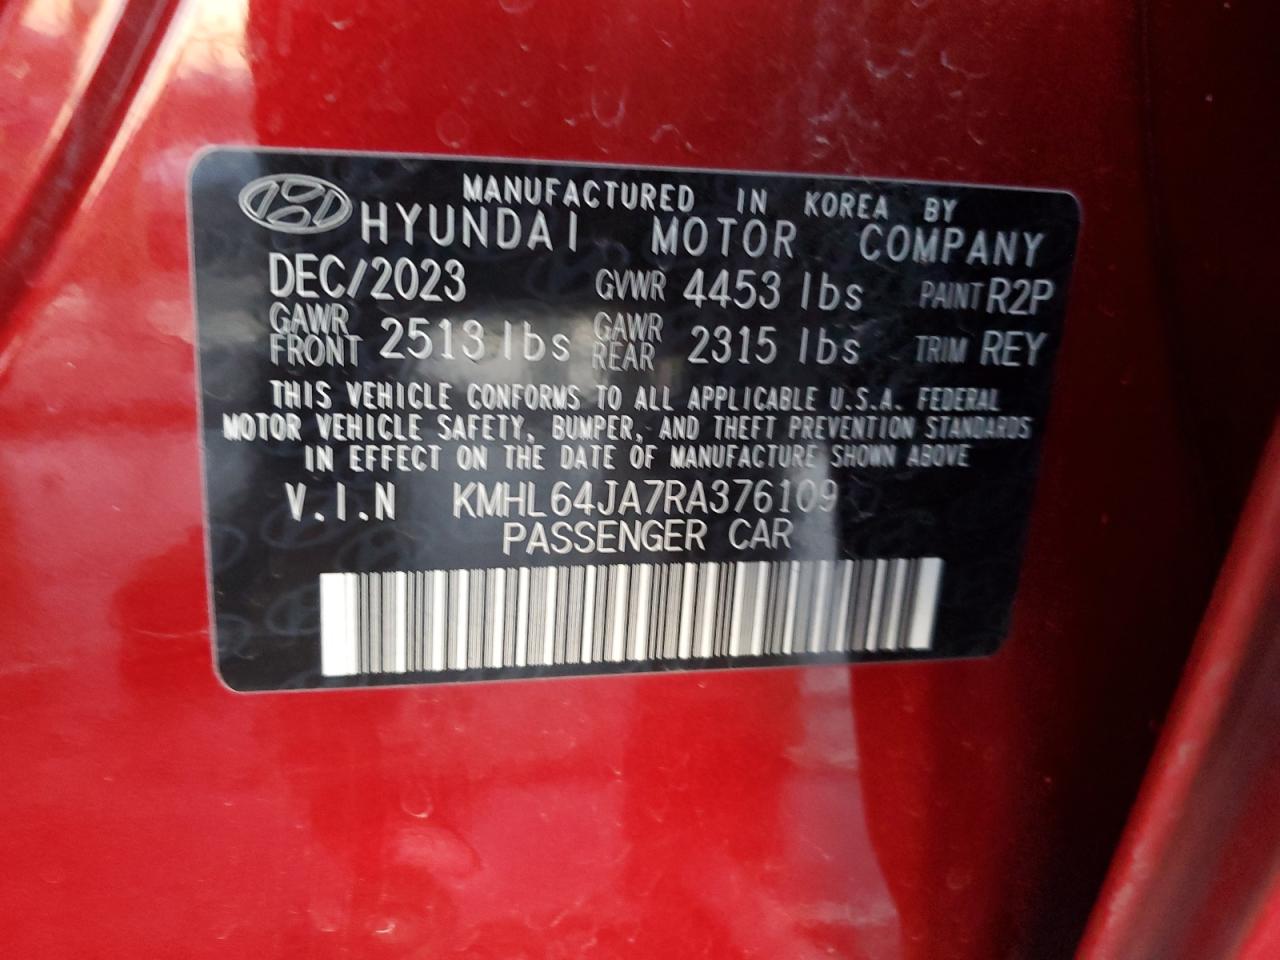 MANUFACTURED IN KOREA BY
HYUNDAI MOTOR COMPANY
DEC/2023 GVWR 4453 lbs PAINT R2P
GAWR FRONT 2513 lbs GAWR REAR 2315 lbs TRIM REY
THIS VEHICLE CONFORMS TO ALL APPLICABLE U.S.A. FEDERAL
MOTOR VEHICLE SAFETY, BUMPER, AND THEFT PREVENTION STANDARDS
IN EFFECT ON THE DATE OF MANUFACTURE SHOWN ABOVE
V.I.N KMHL64JA7RA376109
PASSENGER CAR